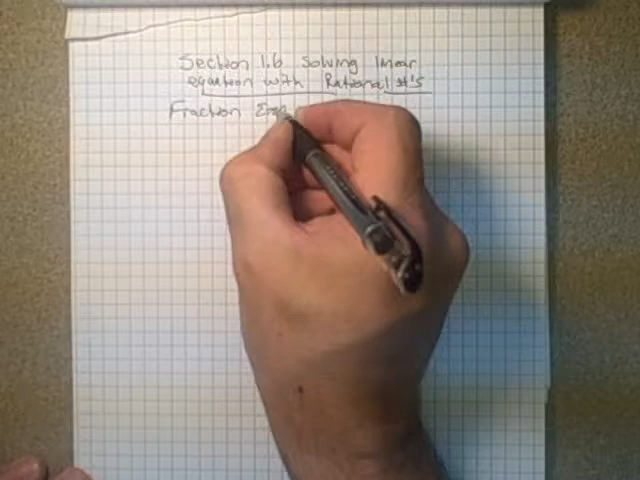 Section 1.6 Solving linear
equation with Rational #'s
Fraction